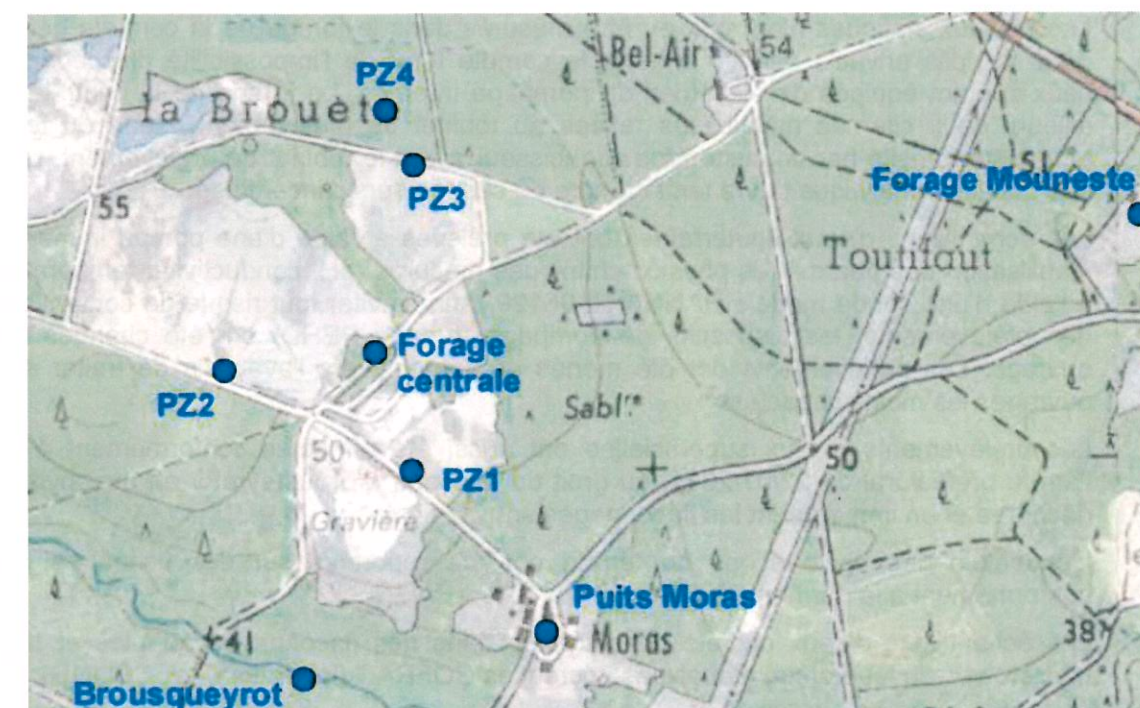 Bel-Air
54
PZ4
la Brouèt
PZ3
51
Forage Mouneste
55
Toutifaut
Forage
centrale
PZ2
Sabl.
50
50
PZ1
Gravière
Puits Moras
41
Moras
38
Brousqueyrot